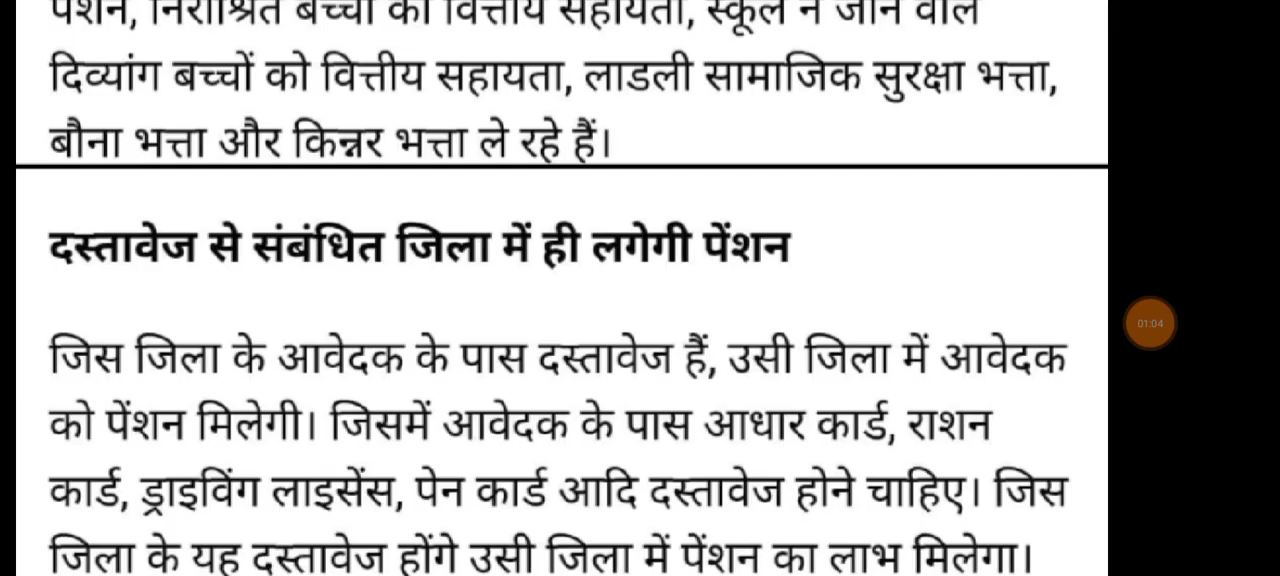 पेंशन, निराश्रित बच्चों को वित्तीय सहायता, स्कूल न जाने वाले
दिव्यांग बच्चों को वित्तीय सहायता, लाडली सामाजिक सुरक्षा भत्ता,
बौना भत्ता और किन्नर भत्ता ले रहे हैं।
दस्तावेज से संबंधित जिला में ही लगेगी पेंशन
जिस जिला के आवेदक के पास दस्तावेज हैं, उसी जिला में आवेदक
को पेंशन मिलेगी। जिसमें आवेदक के पास आधार कार्ड, राशन
कार्ड, ड्राइविंग लाइसेंस, पेन कार्ड आदि दस्तावेज होने चाहिए। जिस
जिला के यह दस्तावेज होंगे उसी जिला में पेंशन का लाभ मिलेगा।
01:04